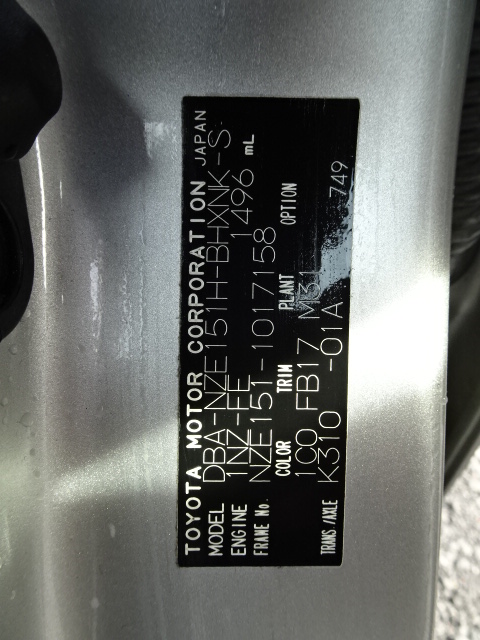 TOYOTA MOTOR CORPORATION JAPAN
MODEL DBA-NZE151H-BHXNK-S
ENGINE 1NZ-FE 1496 mL
FRAME No. NZE151-1017158
COLOR TRIM PLANT OPTION
1C0 FB17 M31
TRANS/AXLE K310 -01A 749